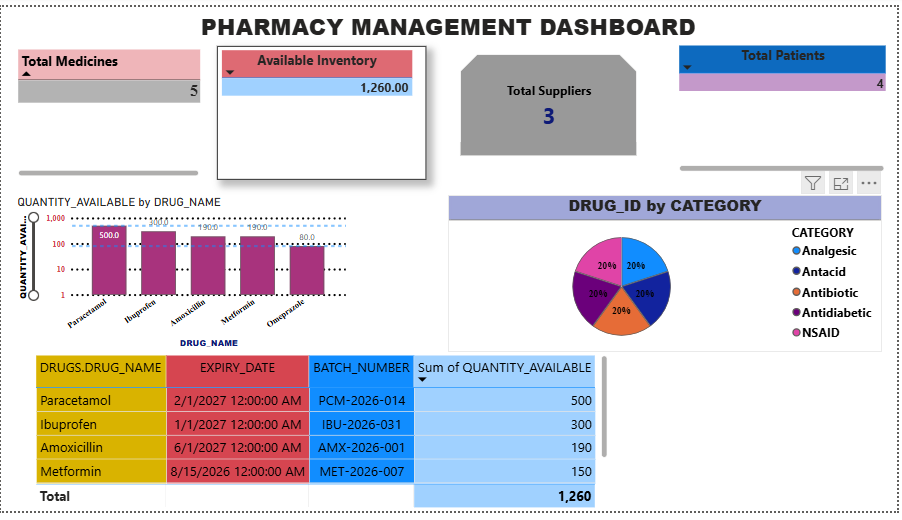 PHARMACY MANAGEMENT DASHBOARD
Total Medicines
5
Available Inventory
1,260.00
Total Suppliers
3
Total Patients
4
QUANTITY_AVAILABLE by DRUG_NAME
QUANTITY_AVAI...
1,000
100
10
1
500.0
300.0
190.0
190.0
80.0
Paracetamol
Ibuprofen
Amoxicillin
Metformin
Omeprazole
DRUG_NAME
DRUG_ID by CATEGORY
20%
20%
20%
20%
20%
CATEGORY
Analgesic
Antacid
Antibiotic
Antidiabetic
NSAID
DRUGS.DRUG_NAME EXPIRY_DATE BATCH_NUMBER Sum of QUANTITY_AVAILABLE
Paracetamol 2/1/2027 12:00:00 AM PCM-2026-014 500
Ibuprofen 1/1/2027 12:00:00 AM IBU-2026-031 300
Amoxicillin 6/1/2027 12:00:00 AM AMX-2026-001 190
Metformin 8/15/2026 12:00:00 AM MET-2026-007 150
Total 1,260